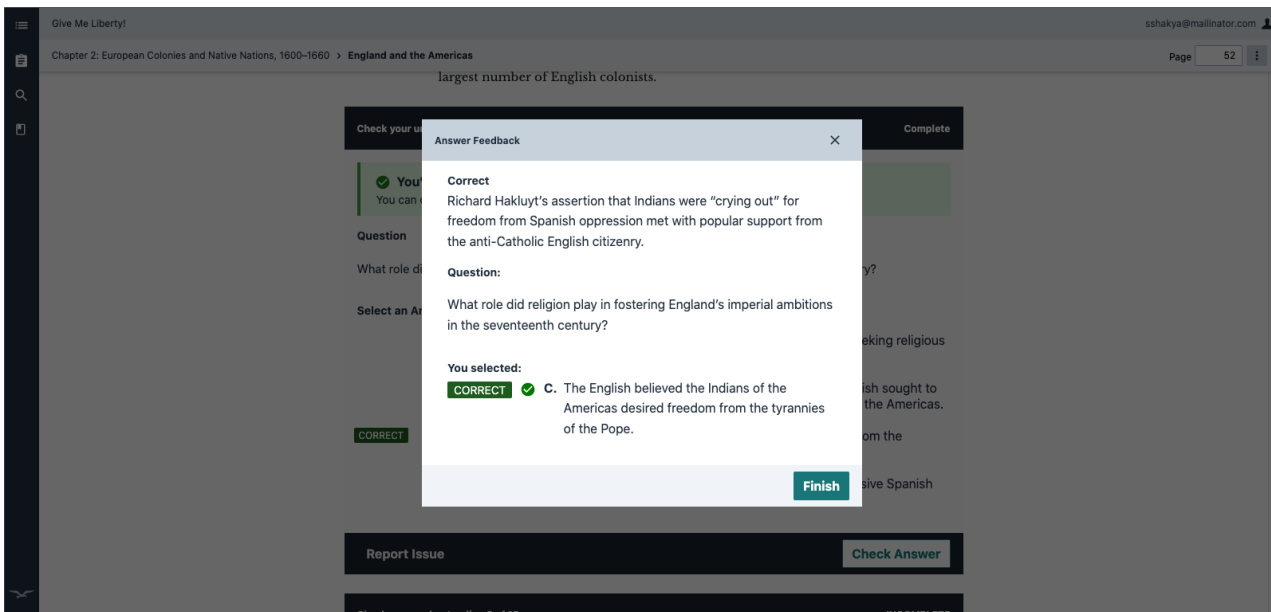 Give Me Liberty!
sshakya@mailinator.com
Chapter 2: European Colonies and Native Nations, 1600–1660 > England and the Americas
Page 52
largest number of English colonists.
Check your u
Complete
Answer Feedback
You'
You can
Correct
Richard Hakluyt's assertion that Indians were “crying out” for
freedom from Spanish oppression met with popular support from
the anti-Catholic English citizenry.
Question
Question:
What role di
ry?
What role did religion play in fostering England's imperial ambitions
in the seventeenth century?
Select an A
eking religious
You selected:
CORRECT C. The English believed the Indians of the
Americas desired freedom from the tyrannies
of the Pope.
ish sought to
the Americas.
CORRECT
om the
sive Spanish
Finish
Report Issue
Check Answer